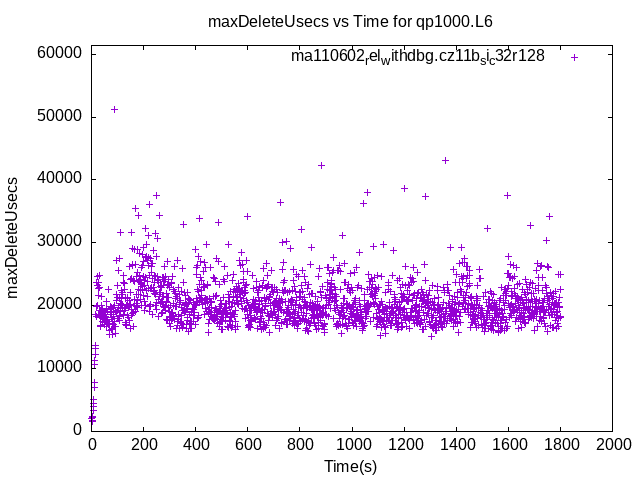 maxDeleteUsecs vs Time for qp1000.L6
60000
ma110602_rel_withdbg.cz11b_sl_c32r128
50000
40000
30000
20000
10000
0
maxDeleteUsecs
0 200 400 600 800 1000 1200 1400 1600 1800 2000
Time(s)